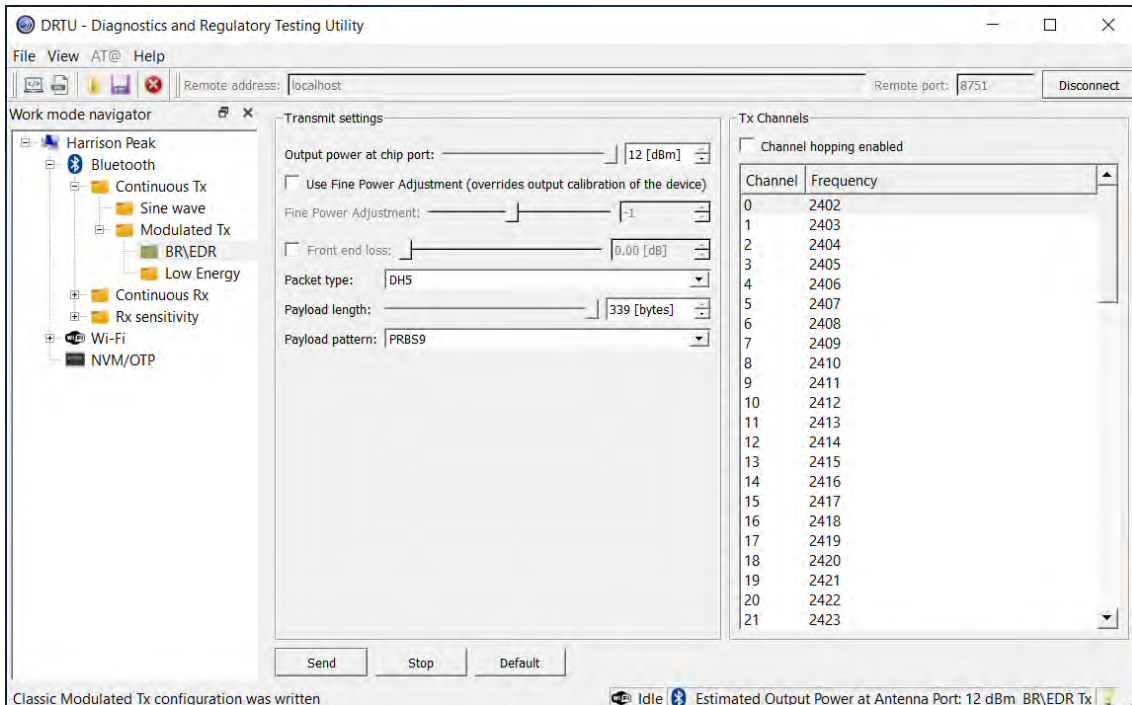 DRTU - Diagnostics and Regulatory Testing Utility
File View AT@ Help
Remote address: localhost Remote port: 8751 Disconnect
Work mode navigator
Harrison Peak
Bluetooth
Continuous Tx
Sine wave
Modulated Tx
BR\EDR
Low Energy
Continuous Rx
Rx sensitivity
Wi-Fi
NVM/OTP
Transmit settings
Output power at chip port: 12 [dBm]
Use Fine Power Adjustment (overrides output calibration of the device)
Fine Power Adjustment: -1
Front end loss: 0.00 [dB]
Packet type: DH5
Payload length: 339 [bytes]
Payload pattern: PRBS9
Tx Channels
Channel hopping enabled
Channel Frequency
0 2402
1 2403
2 2404
3 2405
4 2406
5 2407
6 2408
7 2409
8 2410
9 2411
10 2412
11 2413
12 2414
13 2415
14 2416
15 2417
16 2418
17 2419
18 2420
19 2421
20 2422
21 2423
Send Stop Default
Classic Modulated Tx configuration was written Idle Estimated Output Power at Antenna Port: 12 dBm BR\EDR Tx